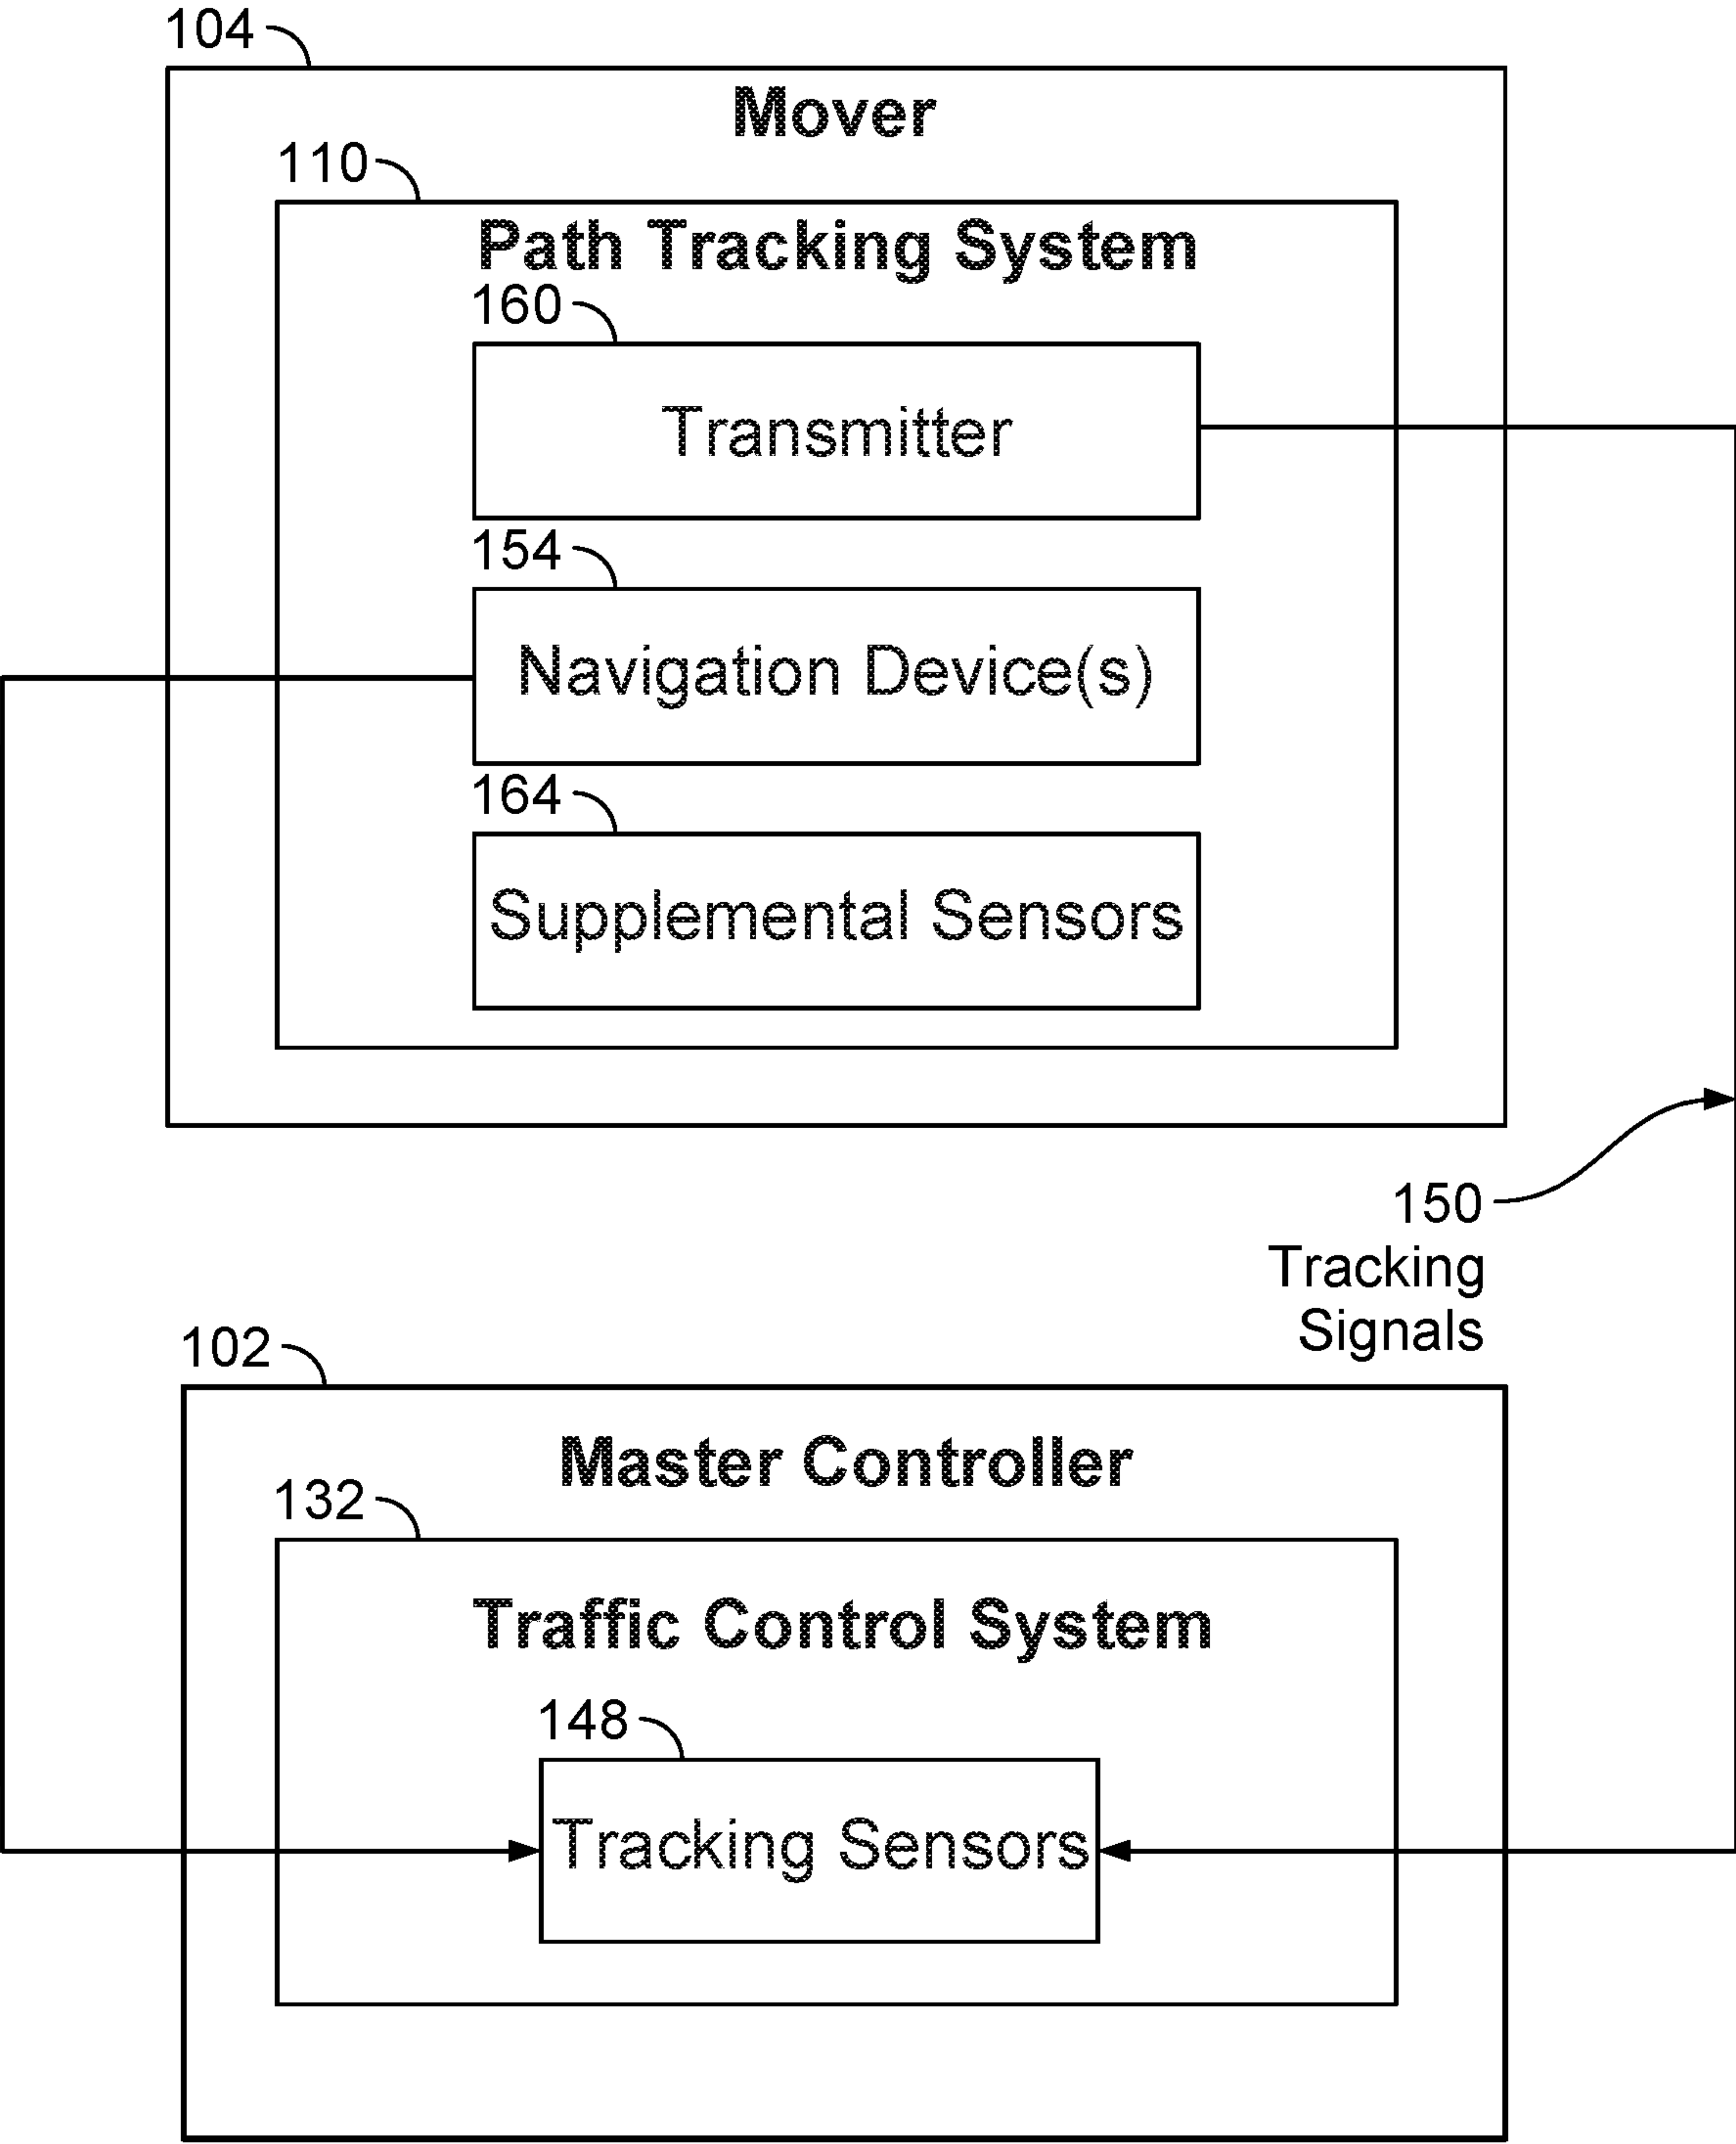 104
Mover
110
Path Tracking System
160
Transmitter
154
Navigation Device(s)
164
Supplemental Sensors
150
Tracking
Signals
102
Master Controller
132
Traffic Control System
148
Tracking Sensors